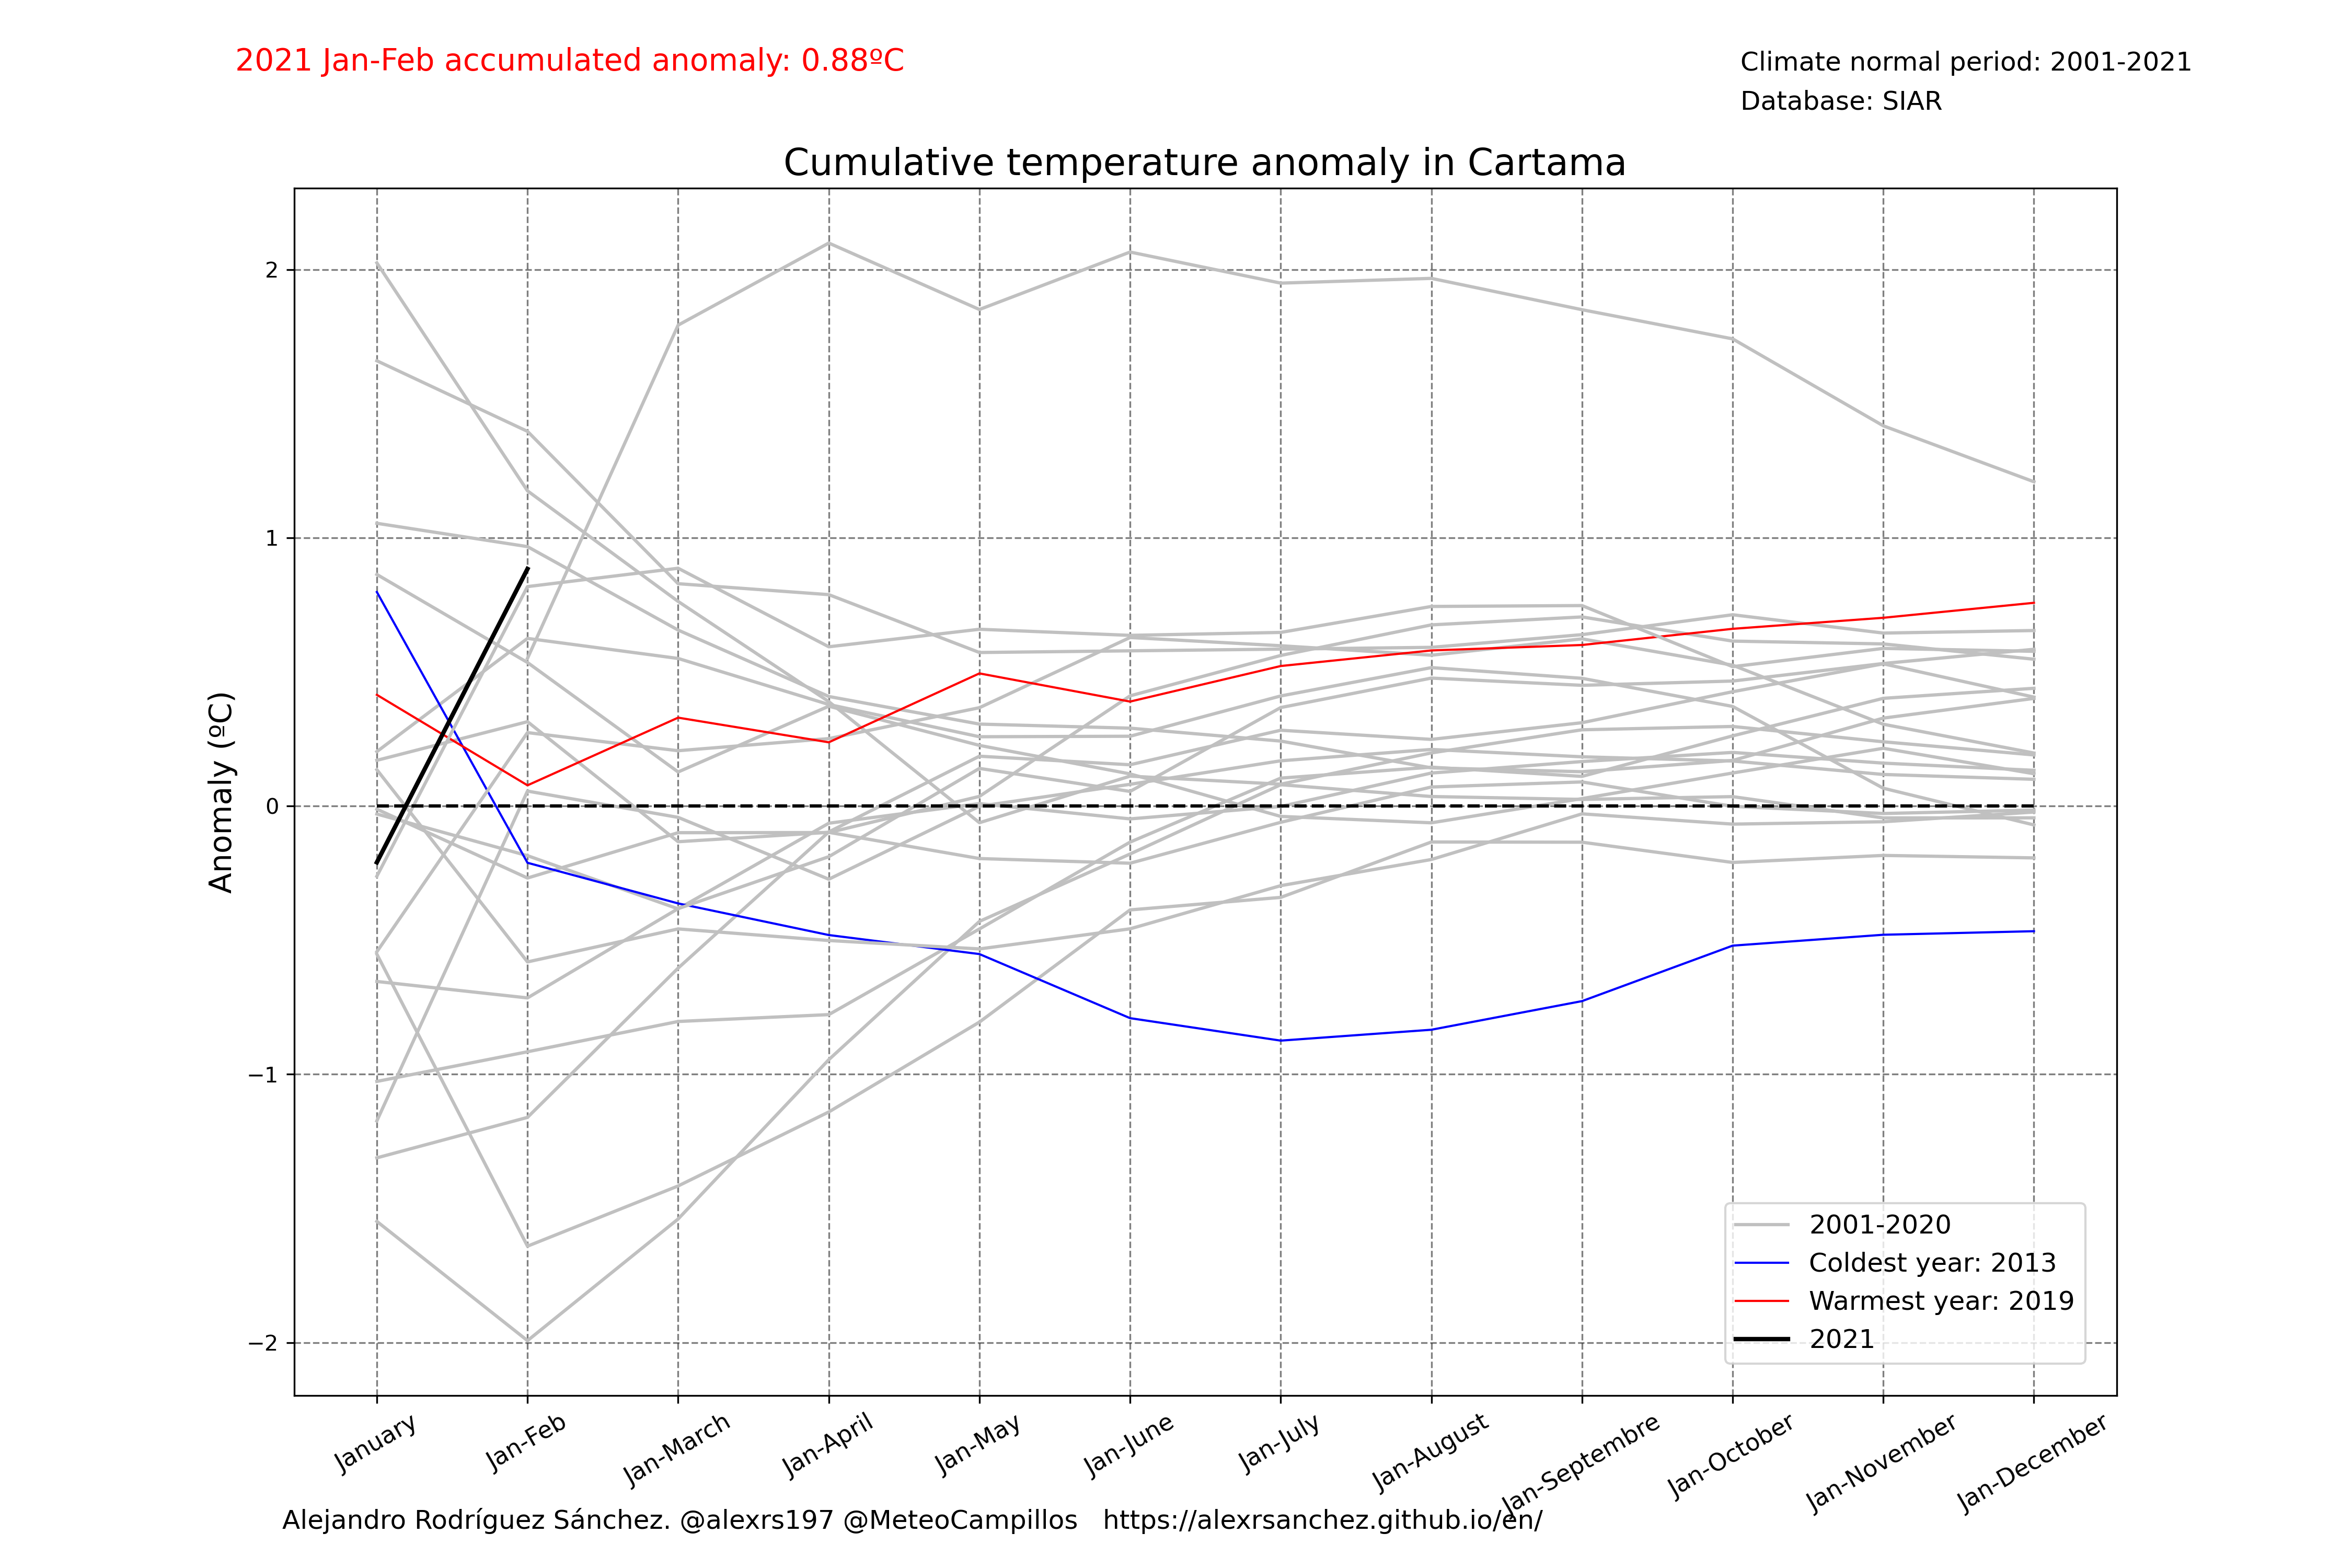 2021 Jan-Feb accumulated anomaly: 0.88ºC
Climate normal period: 2001-2021
Database: SIAR
Cumulative temperature anomaly in Cartama
Anomaly (ºC)
2
1
0
−1
−2
2001-2020
Coldest year: 2013
Warmest year: 2019
2021
January
Jan-Feb
Jan-March
Jan-April
Jan-May
Jan-June
Jan-July
Jan-August
Jan-Septembre
Jan-October
Jan-November
Jan-December
Alejandro Rodríguez Sánchez. @alexrs197 @MeteoCampillos https://alexrsanchez.github.io/en/